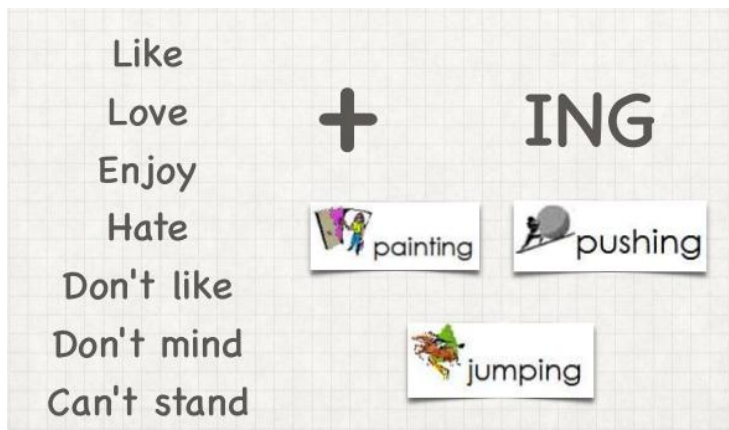 Like
Love
Enjoy
Hate
Don't like
Don't mind
Can't stand
+ ING
painting
pushing
jumping